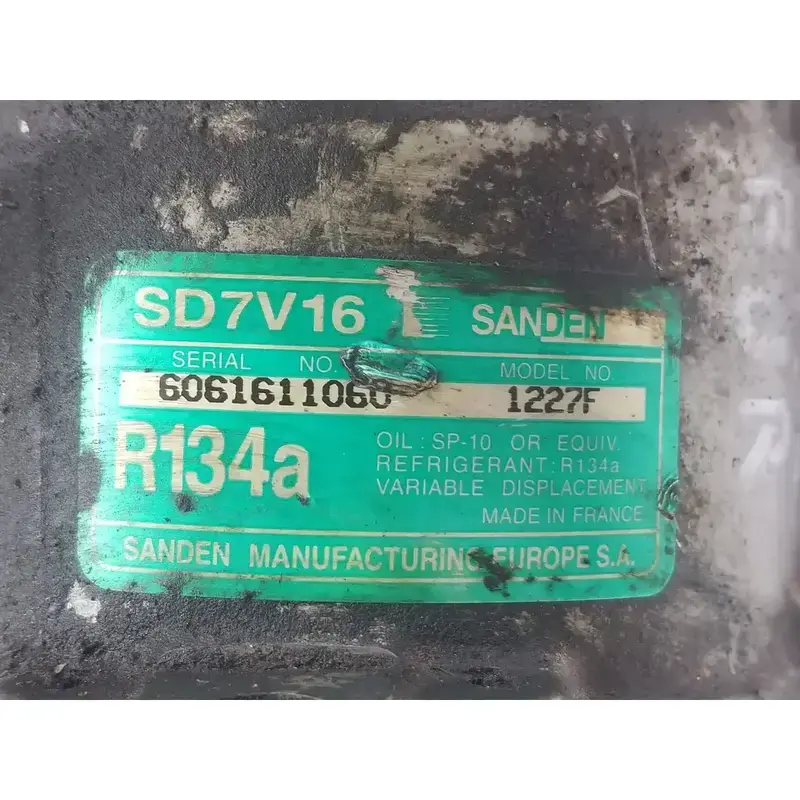 SD7V16 SANDEN
SERIAL NO. MODEL NO
6061611060 1227F
R134a
OIL : SP-10 OR EQUIV.
REFRIGERANT: R134a
VARIABLE DISPLACEMENT
MADE IN FRANCE
SANDEN MANUFACTURING EUROPE S.A.